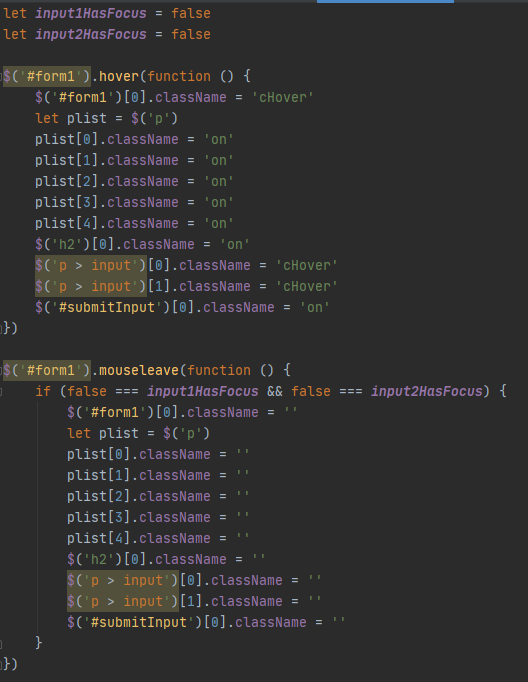 let input1HasFocus = false
let input2HasFocus = false

$('#form1').hover(function () {
    $('#form1')[0].className = 'cHover'
    let plist = $('p')
    plist[0].className = 'on'
    plist[1].className = 'on'
    plist[2].className = 'on'
    plist[3].className = 'on'
    plist[4].className = 'on'
    $('h2')[0].className = 'on'
    $('p > input')[0].className = 'cHover'
    $('p > input')[1].className = 'cHover'
    $('#submitInput')[0].className = 'on'
})

$('#form1').mouseleave(function () {
    if (false === input1HasFocus && false === input2HasFocus) {
        $('#form1')[0].className = ''
        let plist = $('p')
        plist[0].className = ''
        plist[1].className = ''
        plist[2].className = ''
        plist[3].className = ''
        plist[4].className = ''
        $('h2')[0].className = ''
        $('p > input')[0].className = ''
        $('p > input')[1].className = ''
        $('#submitInput')[0].className = ''
    }
})